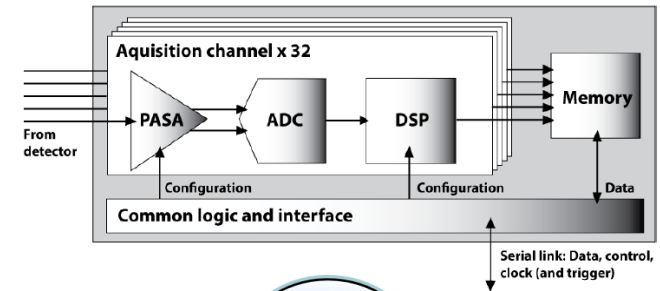 Aquisition channel x 32
PASA
ADC
DSP
Memory
From
detector
Configuration
Configuration
Data
Common logic and interface
Serial link: Data, control,
clock (and trigger)